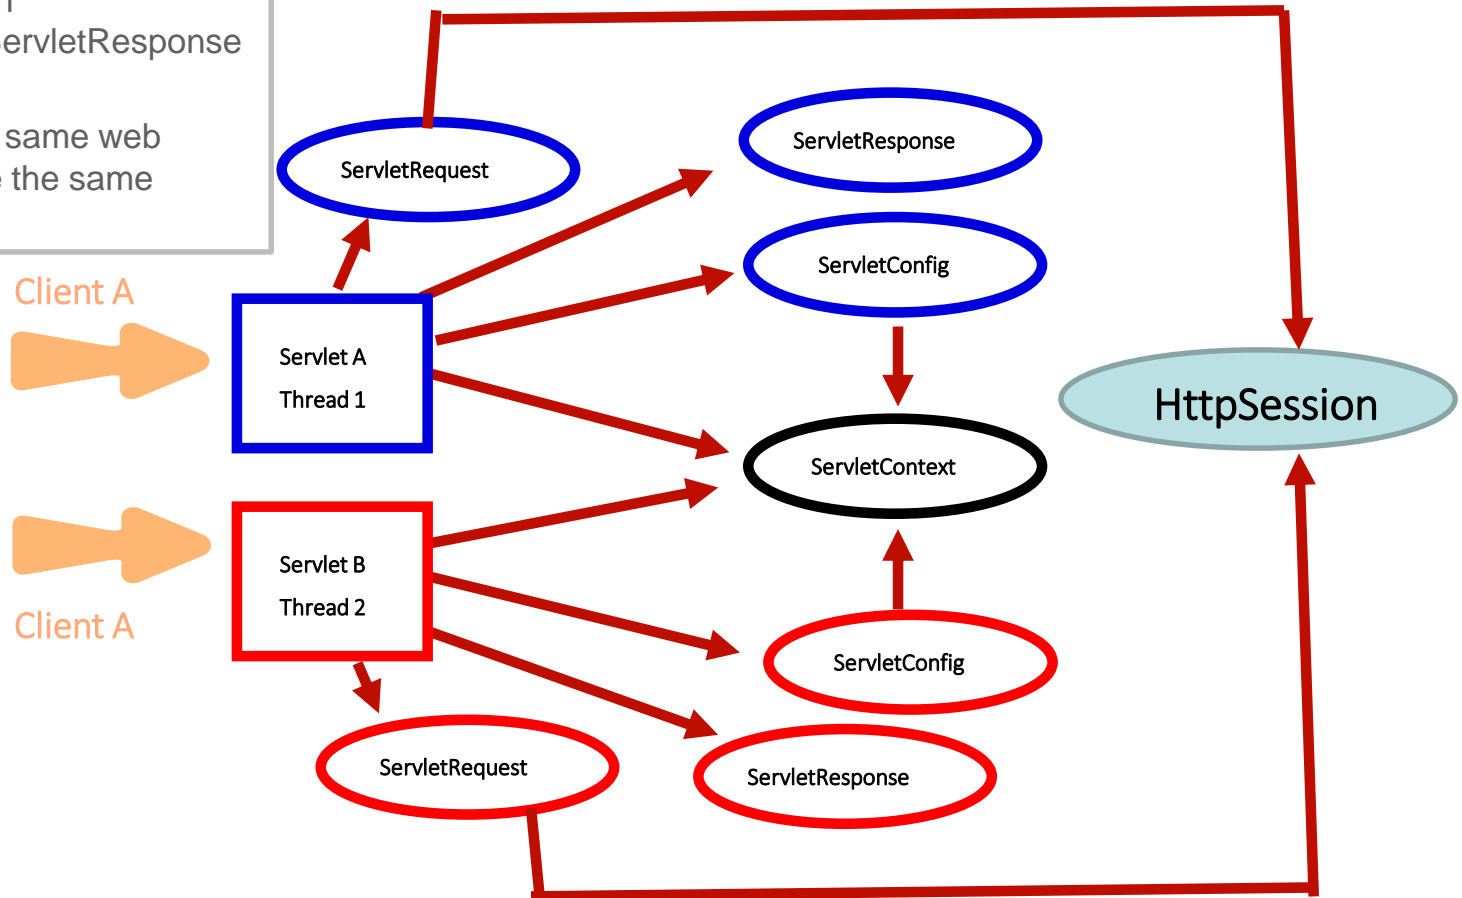 ServletResponse
same web
the same
ServletRequest
ServletResponse
ServletConfig
Client A
Servlet A
Thread 1
HttpSession
ServletContext
Servlet B
Thread 2
Client A
ServletConfig
ServletRequest
ServletResponse